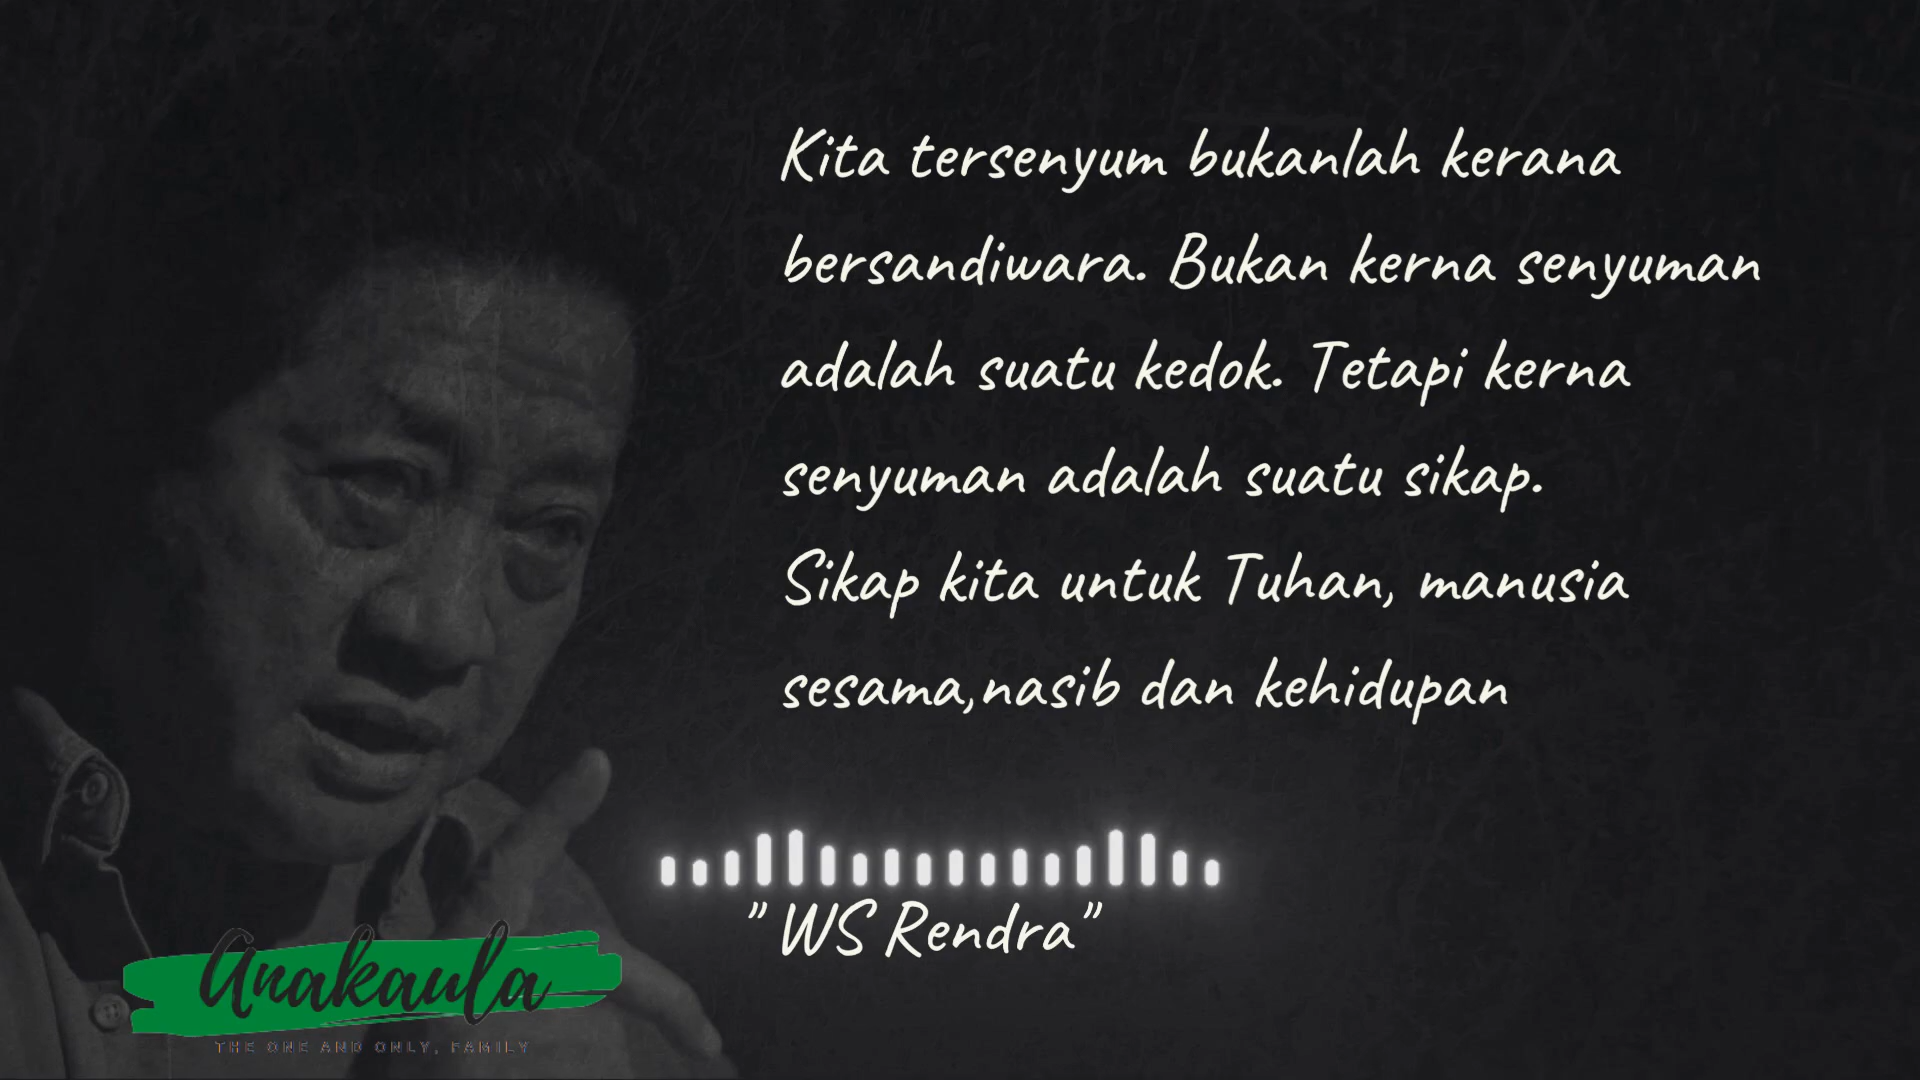 Kita tersenyum bukanlah kerana
bersandiwara. Bukan kerna senyuman
adalah suatu kedok. Tetapi kerna
senyuman adalah suatu sikap.
Sikap kita untuk Tuhan, manusia
sesama,nasib dan kehidupan
" WS Rendra"
Anakaula
THE ONE AND ONLY, FAMILY